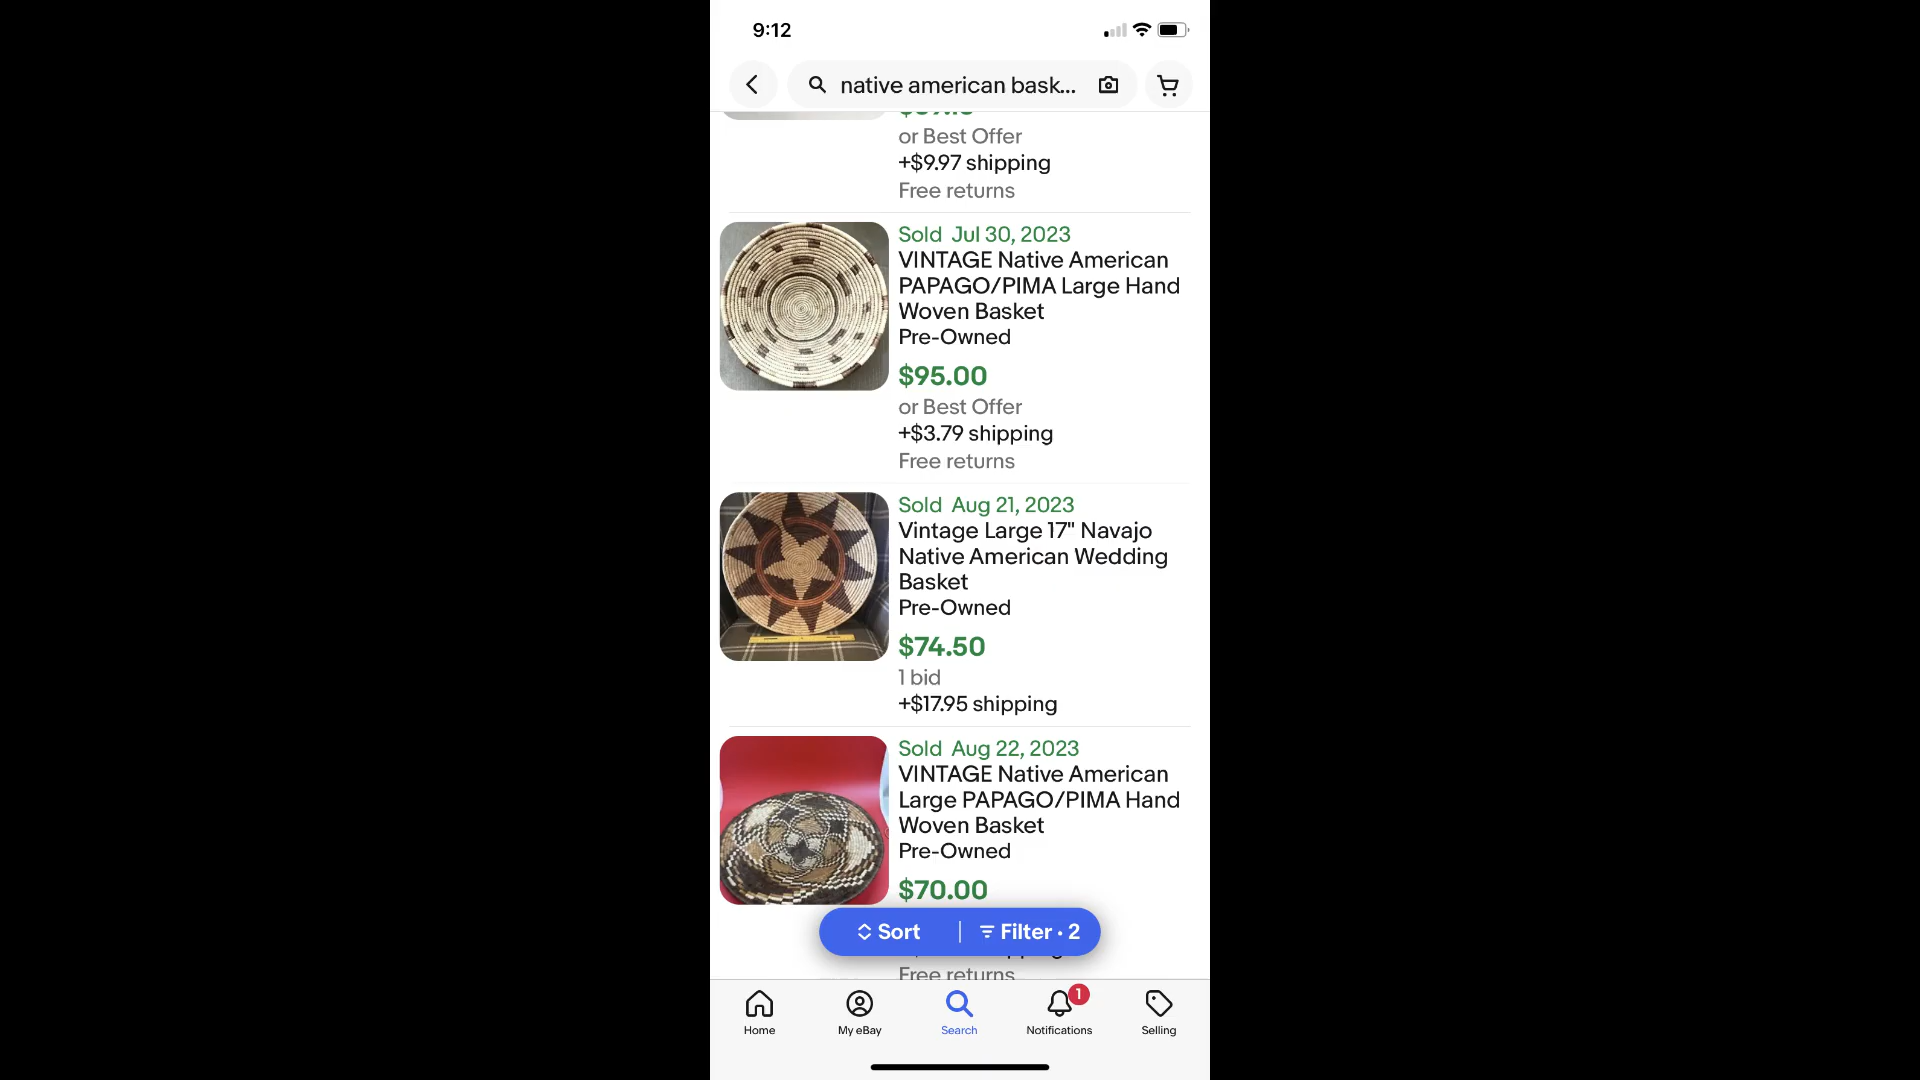 9:12
native american bask...
or Best Offer
+$9.97 shipping
Free returns
Sold Jul 30, 2023
VINTAGE Native American
PAPAGO/PIMA Large Hand
Woven Basket
Pre-Owned
$95.00
or Best Offer
+$3.79 shipping
Free returns
Sold Aug 21, 2023
Vintage Large 17" Navajo
Native American Wedding
Basket
Pre-Owned
$74.50
1 bid
+$17.95 shipping
Sold Aug 22, 2023
VINTAGE Native American
Large PAPAGO/PIMA Hand
Woven Basket
Pre-Owned
$70.00
Sort | Filter • 2
Free returns
1
Home My eBay Search Notifications Selling